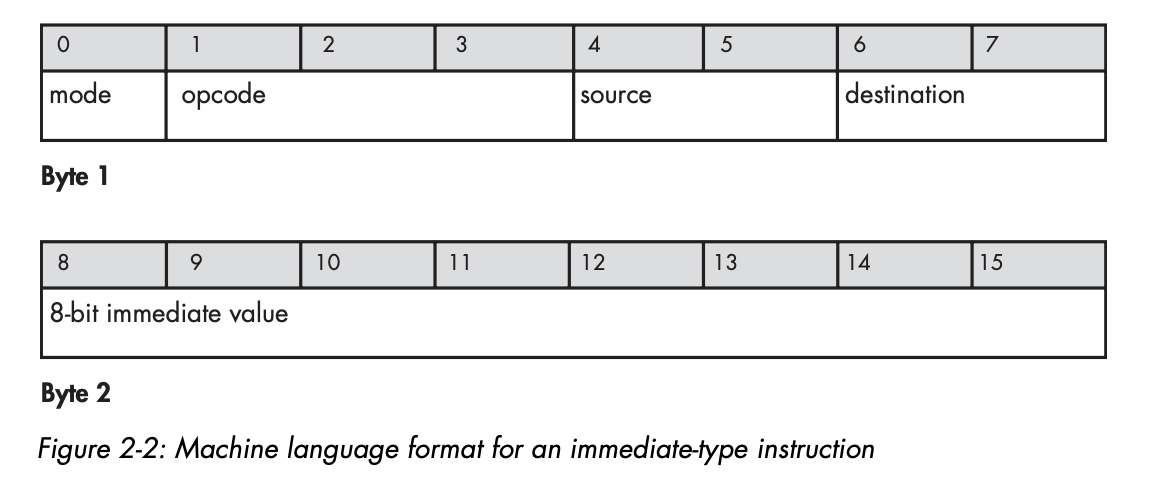 0 1 2 3 4 5 6 7
mode opcode source destination
Byte 1
8 9 10 11 12 13 14 15
8-bit immediate value
Byte 2
Figure 2-2: Machine language format for an immediate-type instruction